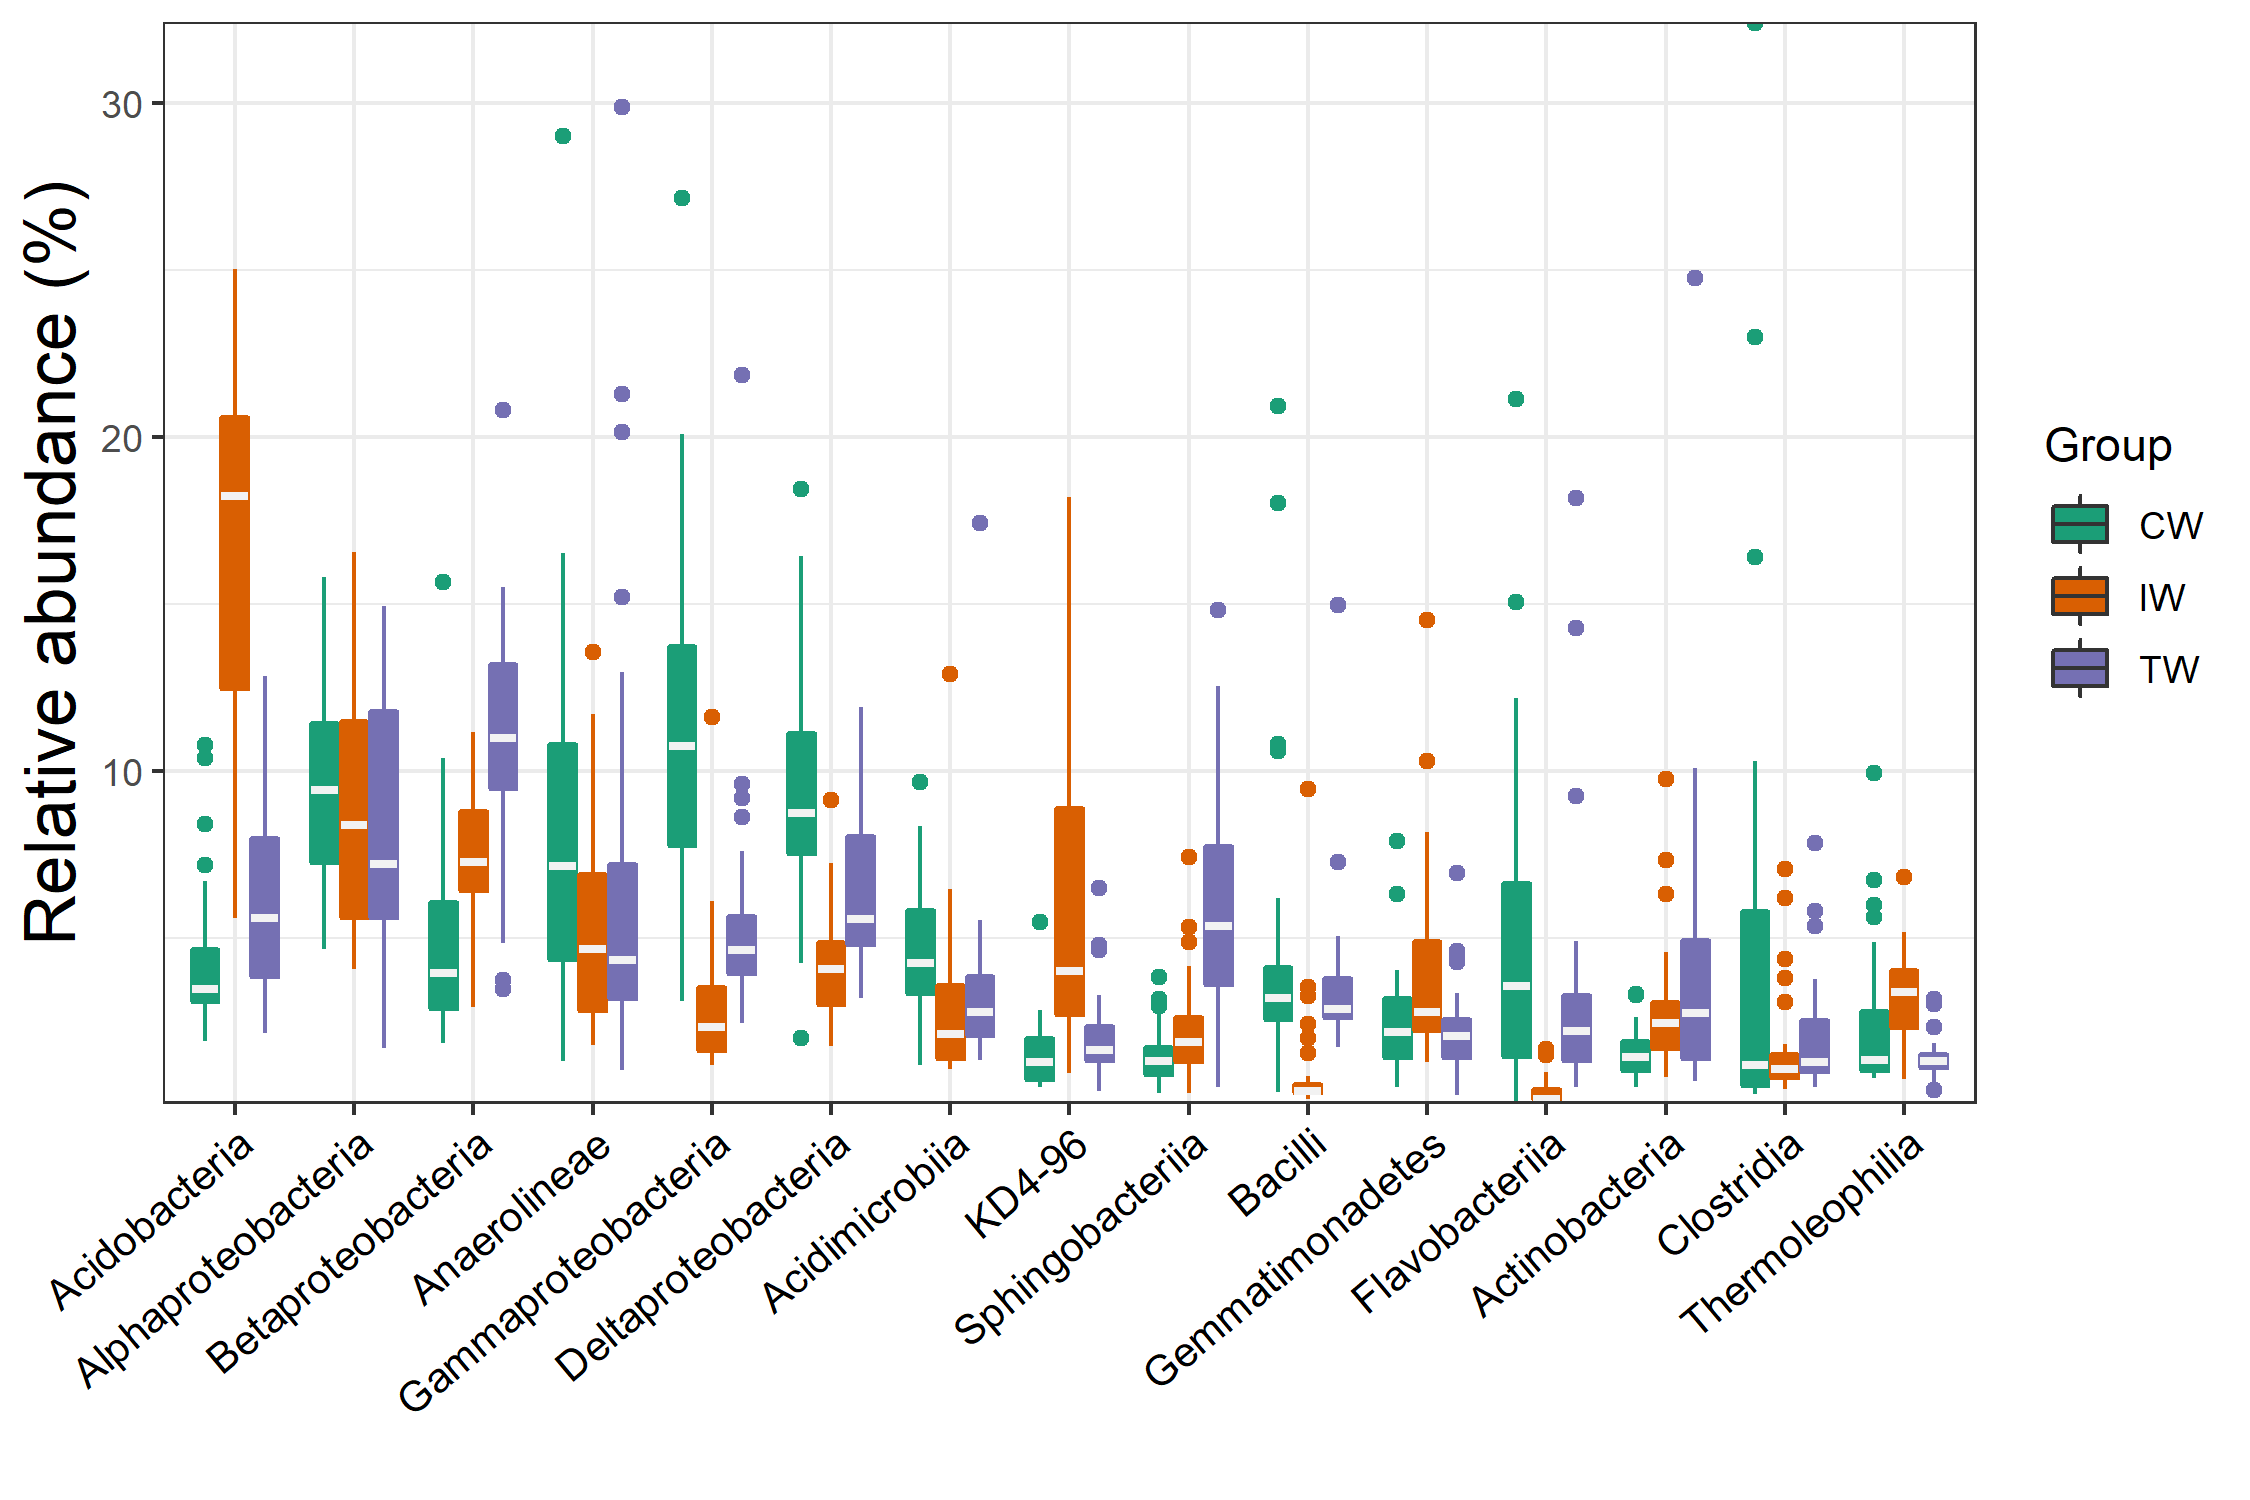 Relative abundance (%)
30
20
10
Acidobacteria
Alphaproteobacteria
Betaproteobacteria
Anaerolineae
Gammaproteobacteria
Deltaproteobacteria
Acidimicrobiia
KD4-96
Sphingobacteriia
Bacilli
Gemmatimonadetes
Flavobacteriia
Actinobacteria
Clostridia
Thermoleophilia
Group
CW
IW
TW